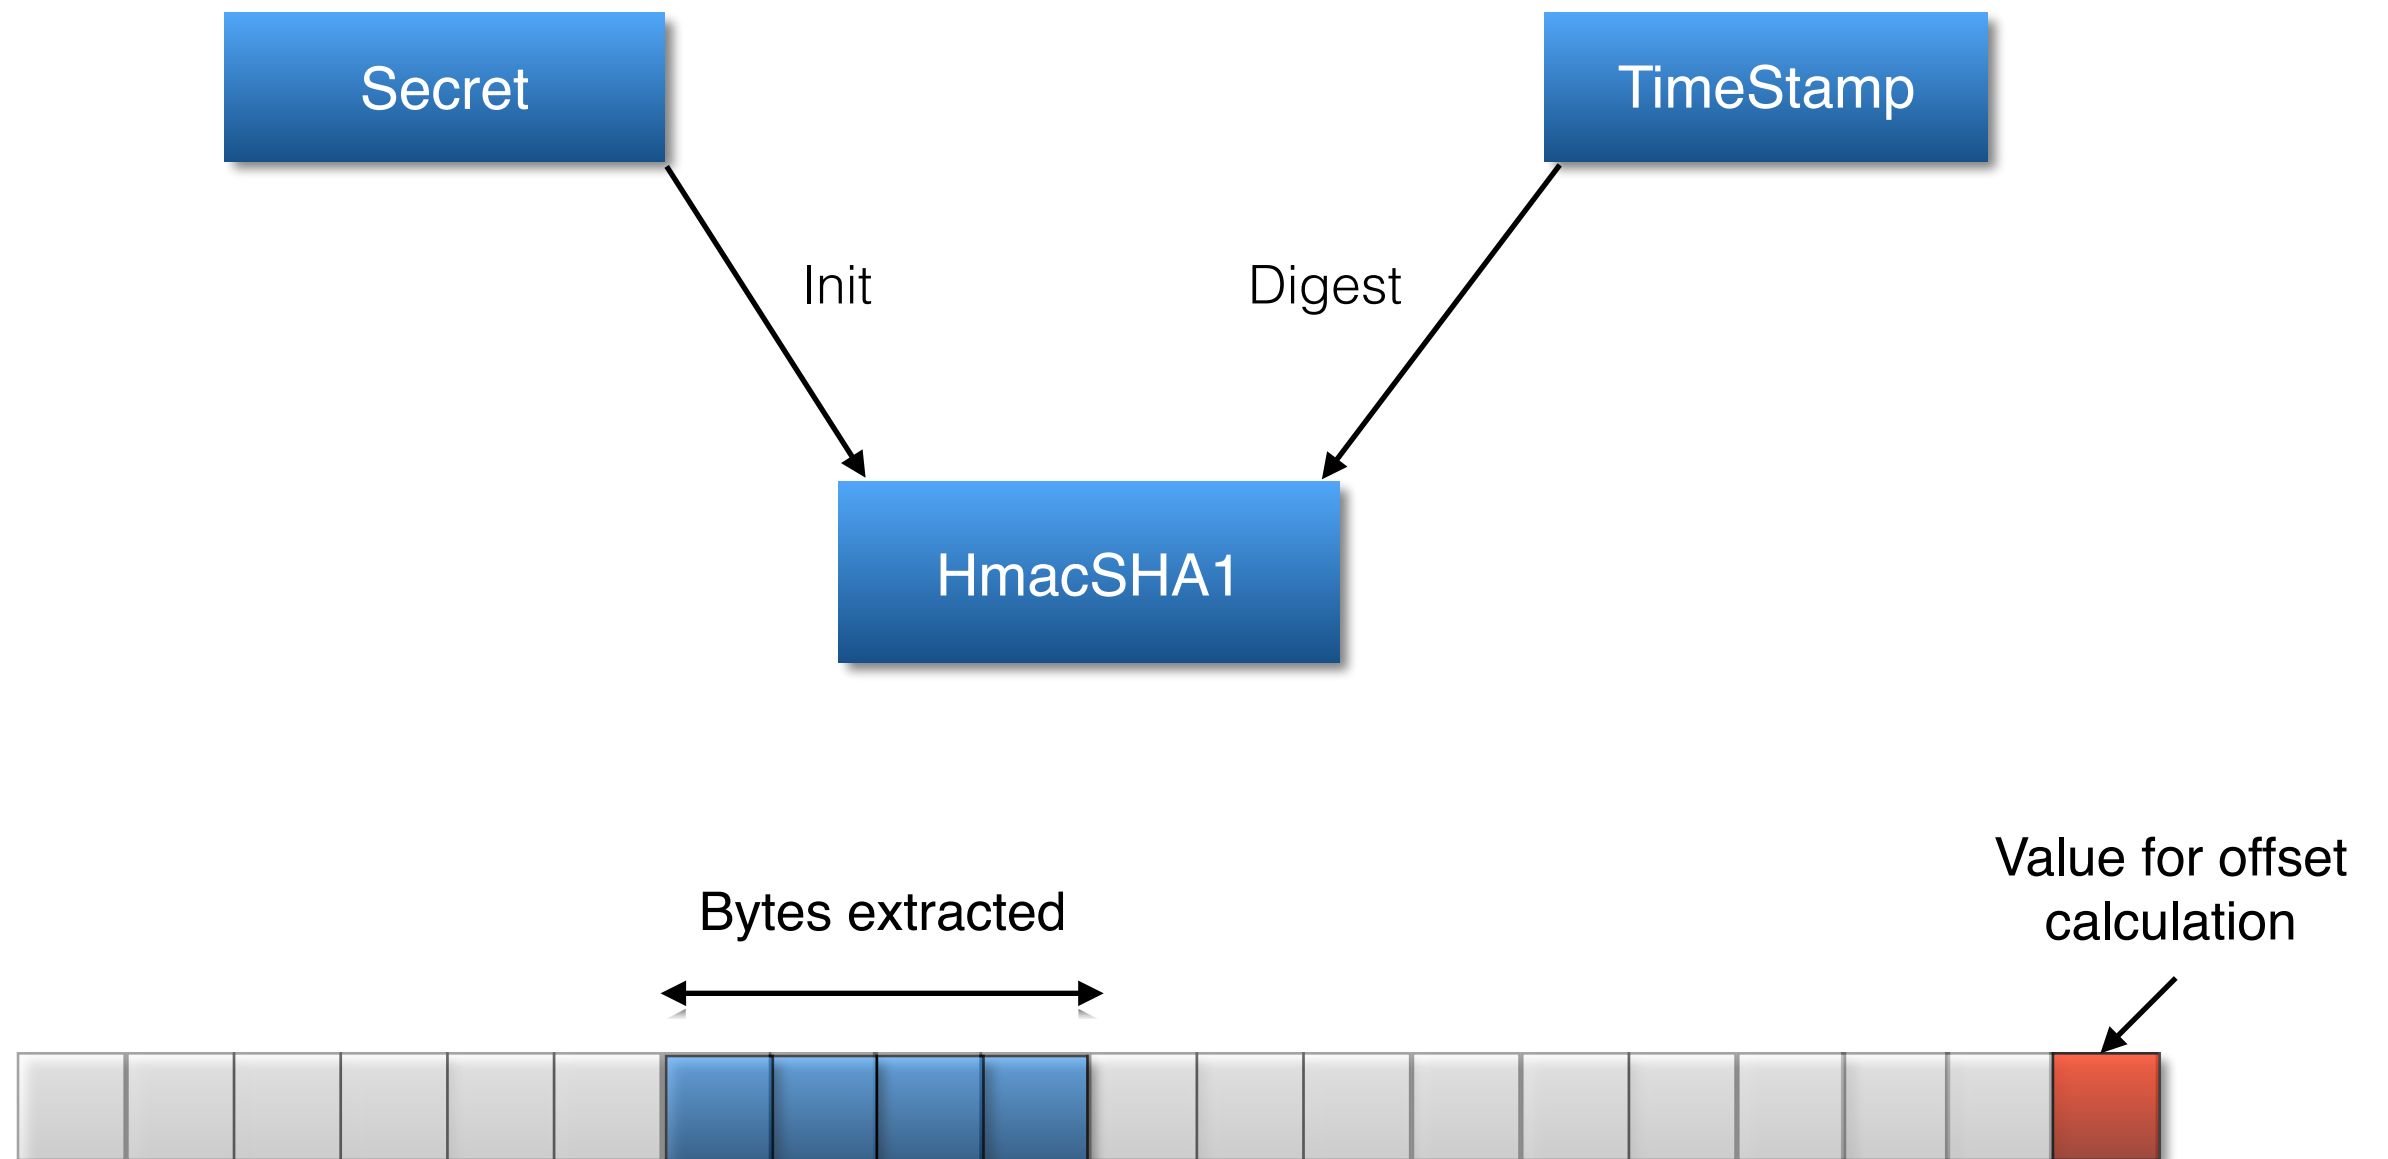 Secret
TimeStamp
Init
Digest
HmacSHA1
Value for offset
calculation
Bytes extracted